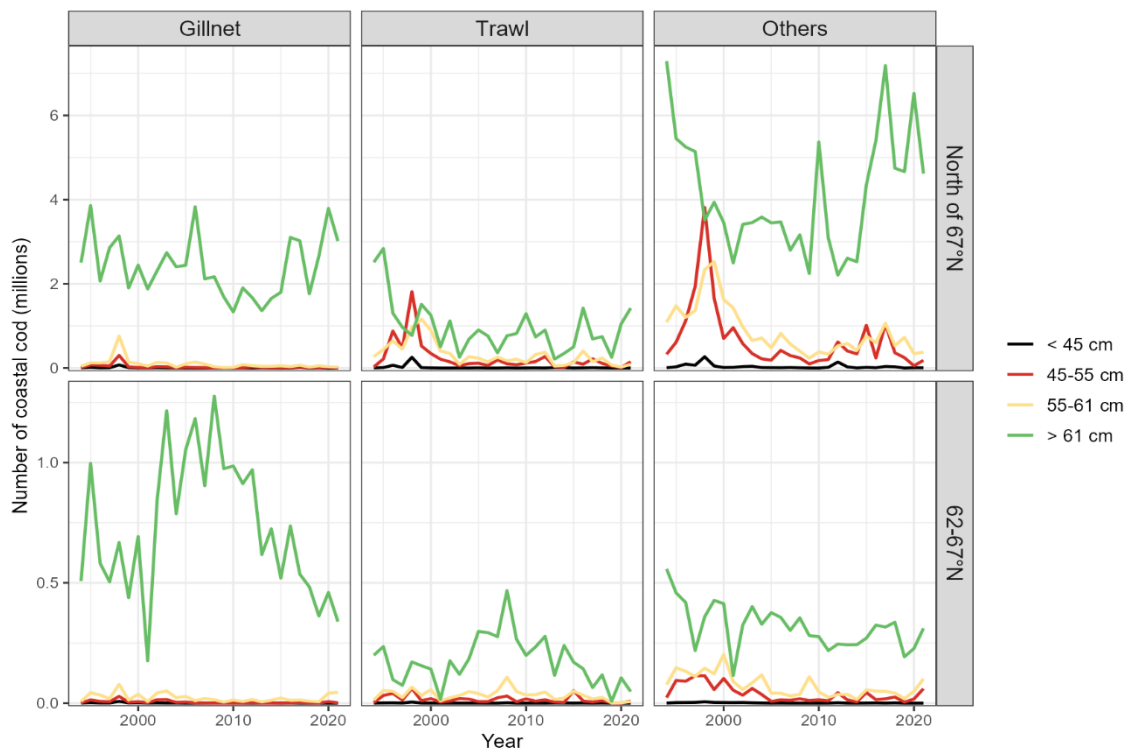 Gillnet Trawl Others
6
4
2
0
North of 67°N
1.0
0.5
0.0
62-67°N
2000 2010 2020 2000 2010 2020 2000 2010 2020
Year
Number of coastal cod (millions)
< 45 cm
45-55 cm
55-61 cm
> 61 cm